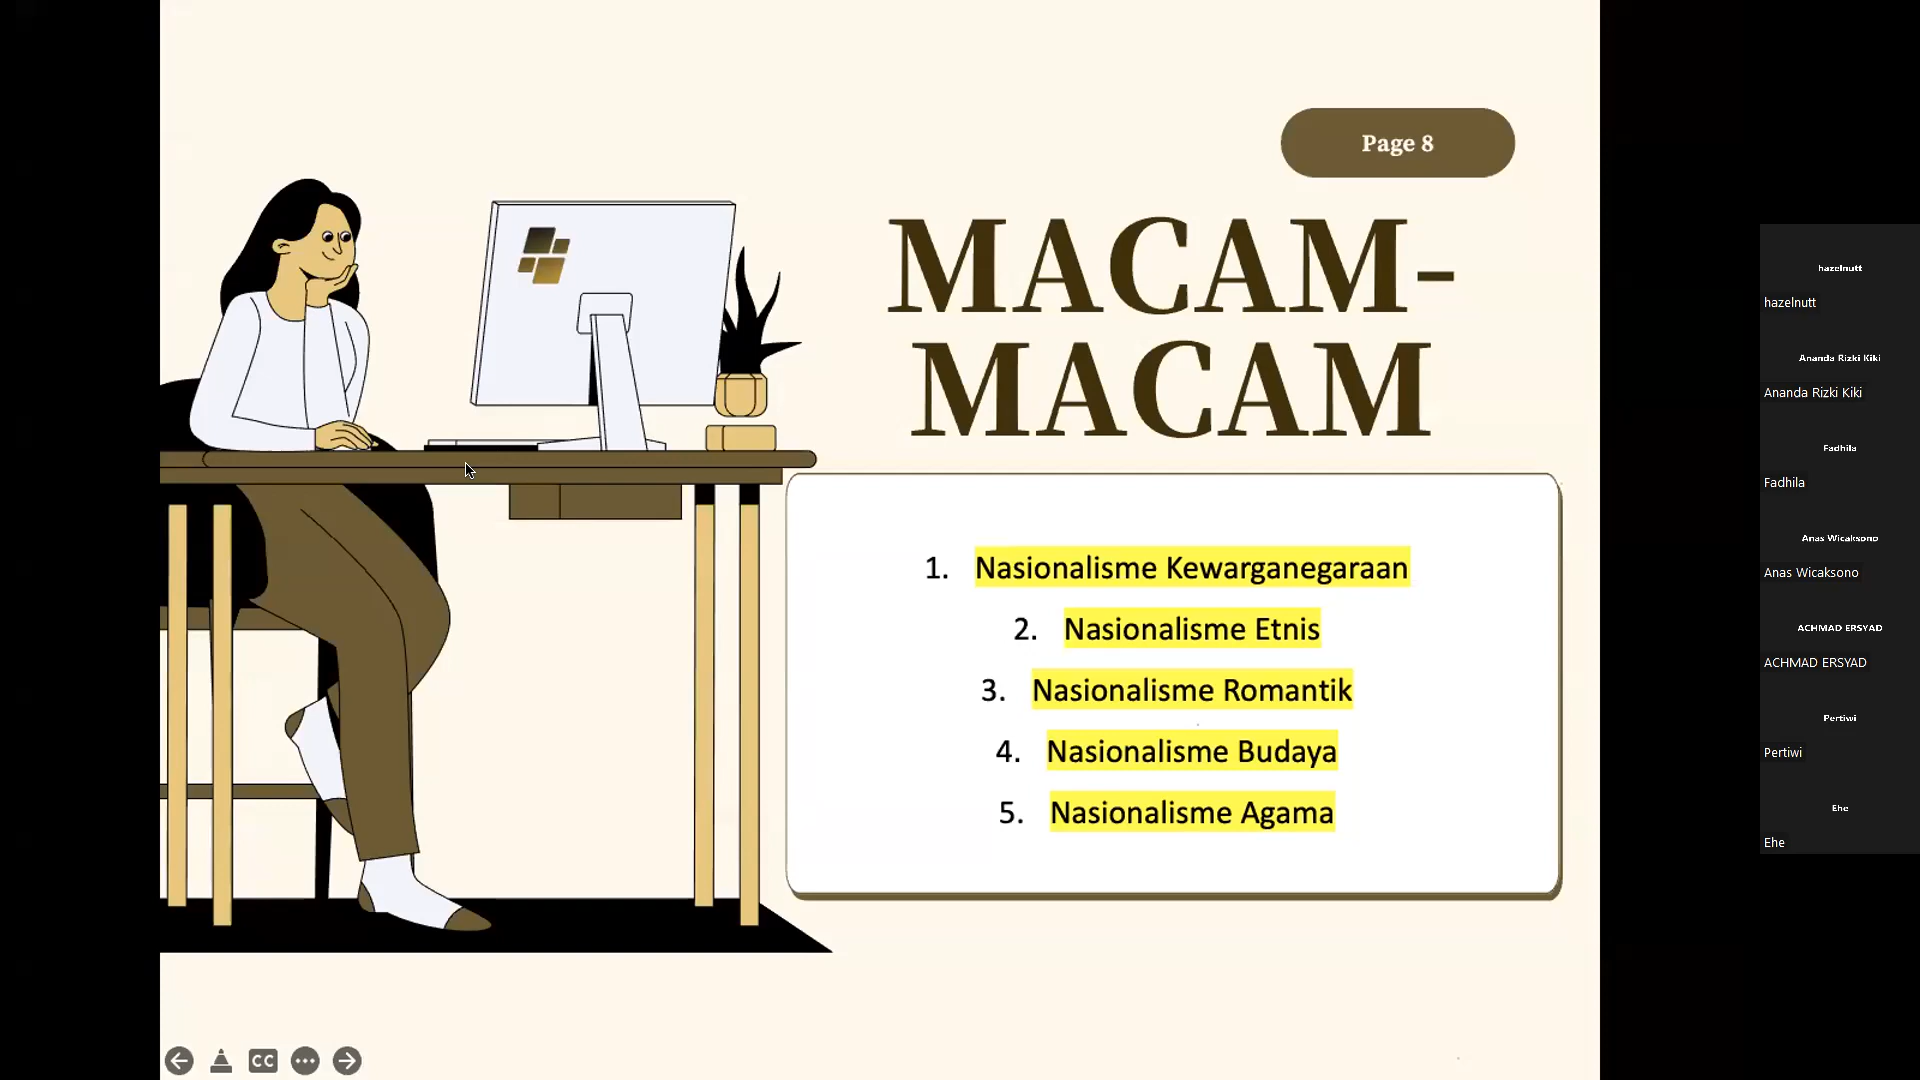 Page 8
MACAM-
MACAM
1. Nasionalisme Kewarganegaraan
2. Nasionalisme Etnis
3. Nasionalisme Romantik
4. Nasionalisme Budaya
5. Nasionalisme Agama
hazelnutt
hazelnutt
Ananda Rizki Kiki
Ananda Rizki Kiki
Fadhila
Fadhila
Anas Wicaksono
Anas Wicaksono
ACHMAD ERSYAD
ACHMAD ERSYAD
Pertiwi
Pertiwi
Ehe
Ehe
CC